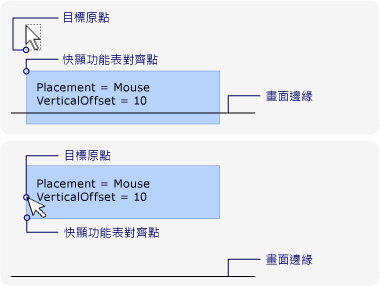 目標原點
快顯功能表對齊點
Placement = Mouse
VerticalOffset = 10
畫面邊緣
目標原點
Placement = Mouse
VerticalOffset = 10
快顯功能表對齊點
畫面邊緣